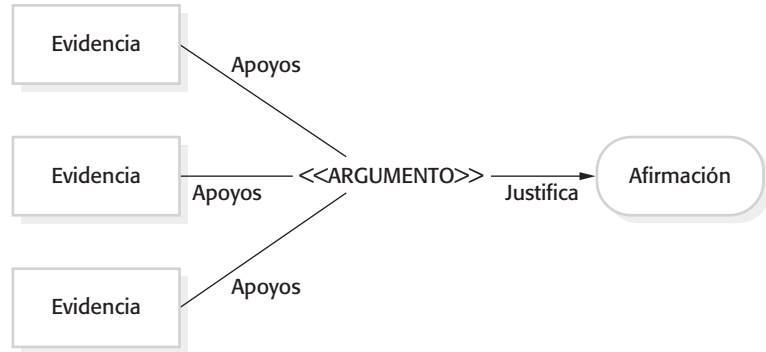 Evidencia
Apoyos
Evidencia
Apoyos
<<ARGUMENTO>>
Justifica
Afirmación
Evidencia
Apoyos